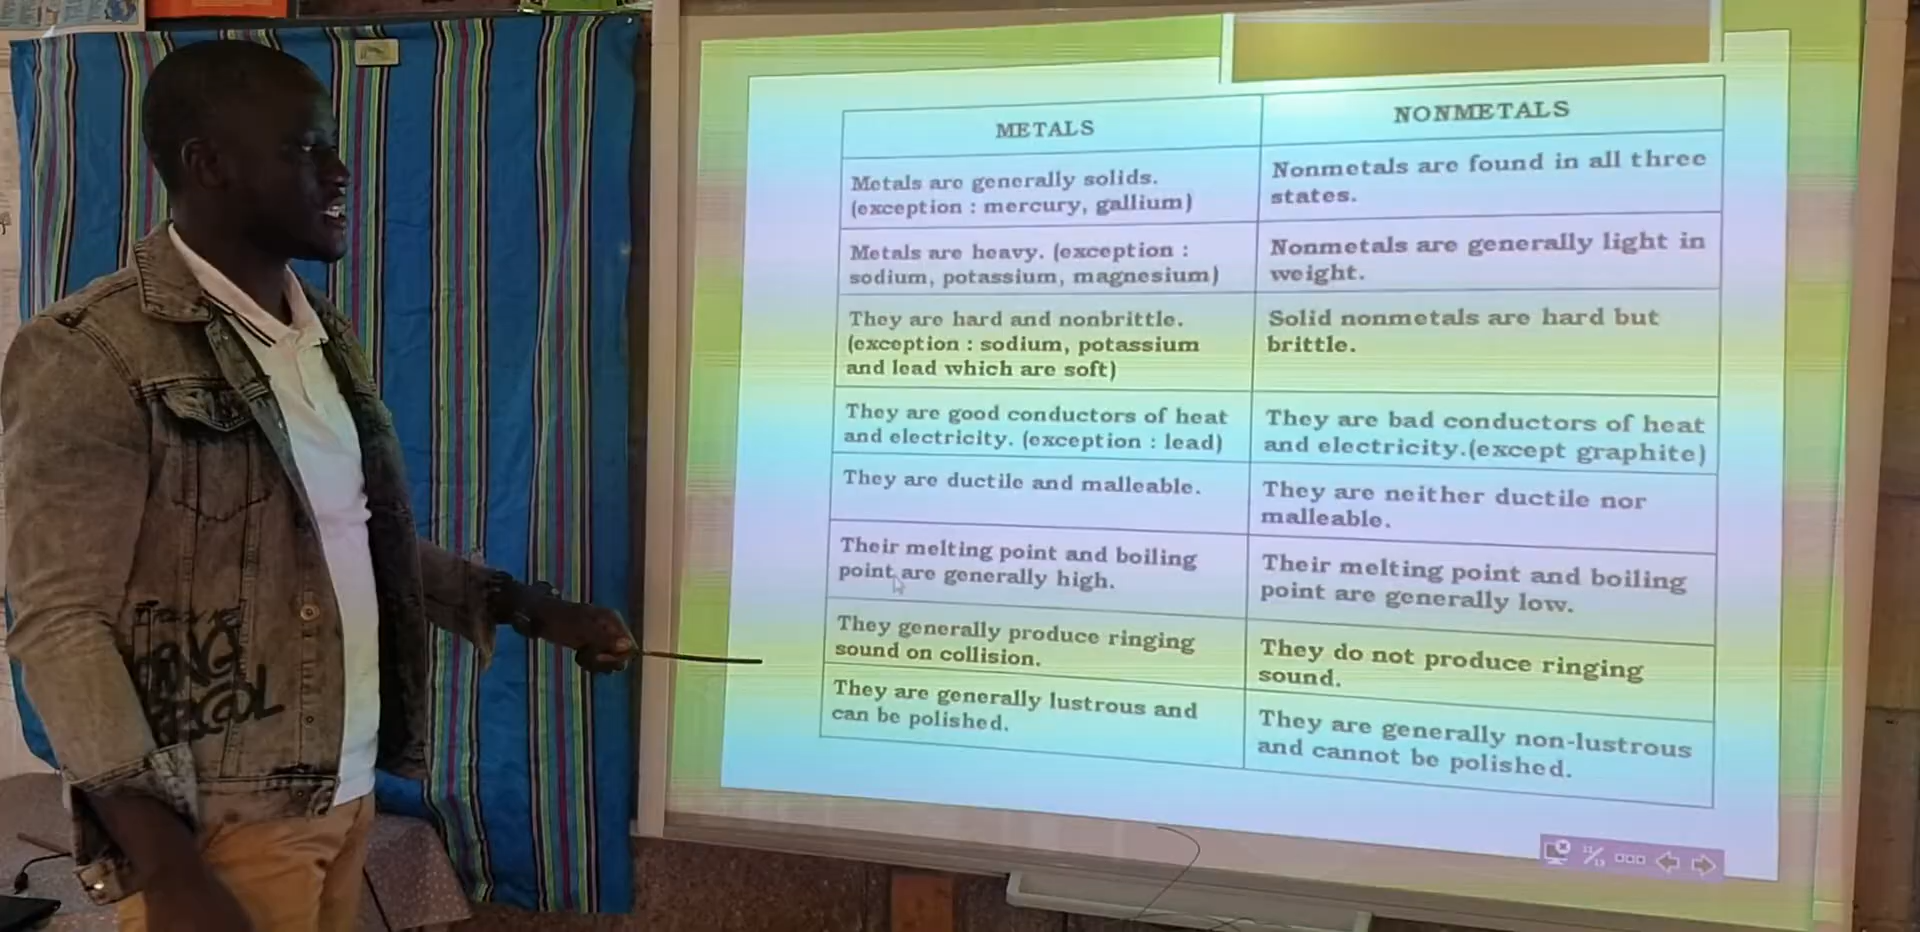 METALS
NONMETALS
Metals are generally solids.
(exception : mercury, gallium)
Nonmetals are found in all three
states.
Metals are heavy. (exception :
sodium, potassium, magnesium)
Nonmetals are generally light in
weight.
They are hard and nonbrittle.
(exception : sodium, potassium
and lead which are soft)
Solid nonmetals are hard but
brittle.
They are good conductors of heat
and electricity. (exception : lead)
They are bad conductors of heat
and electricity.(except graphite)
They are ductile and malleable.
They are neither ductile nor
malleable.
Their melting point and boiling
point are generally high.
Their melting point and boiling
point are generally low.
They generally produce ringing
sound on collision.
They do not produce ringing
sound.
They are generally lustrous and
can be polished.
They are generally non-lustrous
and cannot be polished.
11/13